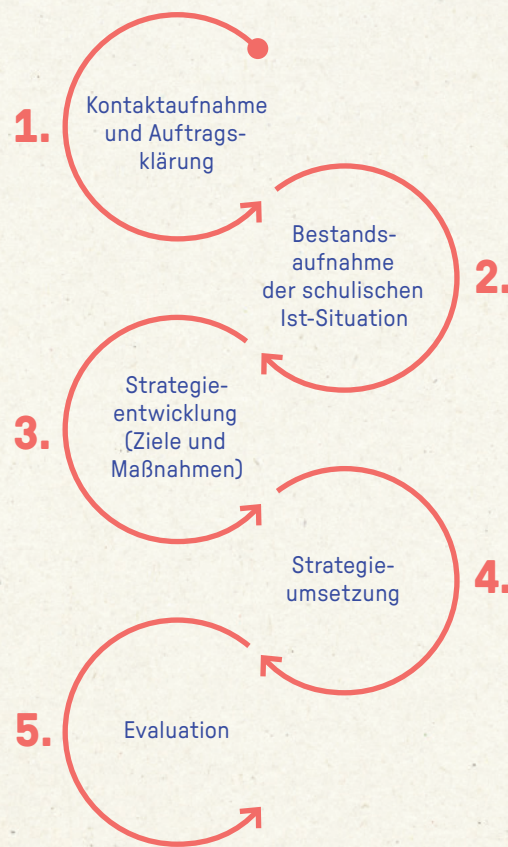 1.
Kontaktaufnahme
und Auftrags-
klärung
2.
Bestands-
aufnahme
der schulischen
Ist-Situation
3.
Strategie-
entwicklung
(Ziele und
Maßnahmen)
4.
Strategie-
umsetzung
5.
Evaluation